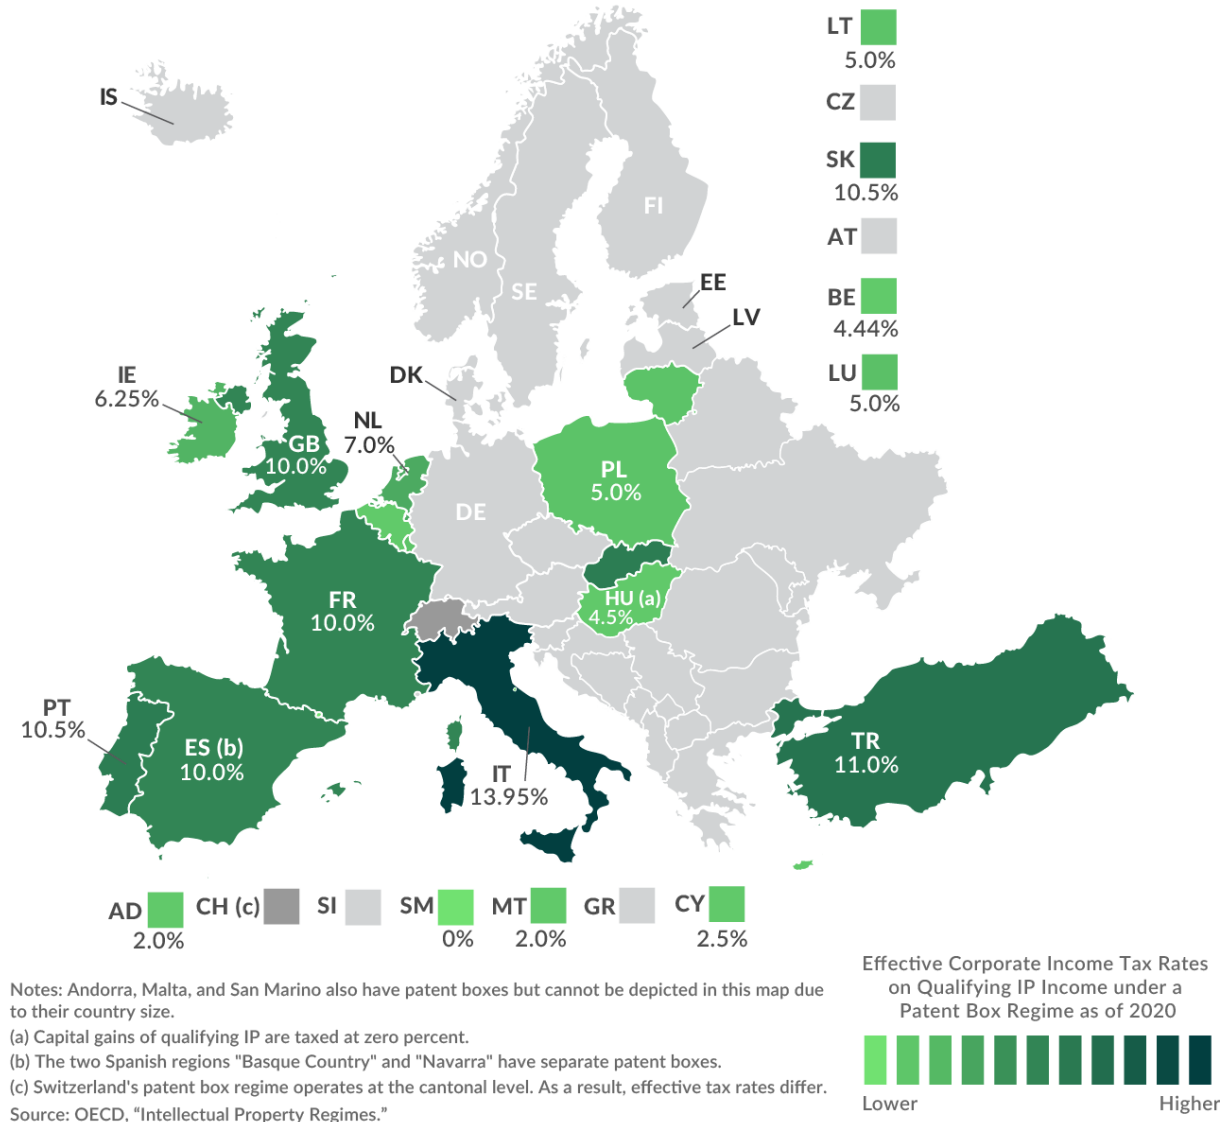 LT
5.0%
IS
CZ
SK
10.5%
FI
AT
NO
SE
EE
BE
4.44%
LV
IE
6.25%
DK
LU
5.0%
NL
7.0%
GB
10.0%
PL
5.0%
DE
FR
10.0%
HU (a)
4.5%
PT
10.5%
ES (b)
10.0%
IT
13.95%
TR
11.0%
AD
2.0%
CH (c)
SI
SM
0%
MT
2.0%
GR
CY
2.5%
Effective Corporate Income Tax Rates
on Qualifying IP Income under a
Patent Box Regime as of 2020
Lower
Higher
Notes: Andorra, Malta, and San Marino also have patent boxes but cannot be depicted in this map due
to their country size.
(a) Capital gains of qualifying IP are taxed at zero percent.
(b) The two Spanish regions "Basque Country" and "Navarra" have separate patent boxes.
(c) Switzerland's patent box regime operates at the cantonal level. As a result, effective tax rates differ.
Source: OECD, “Intellectual Property Regimes.”